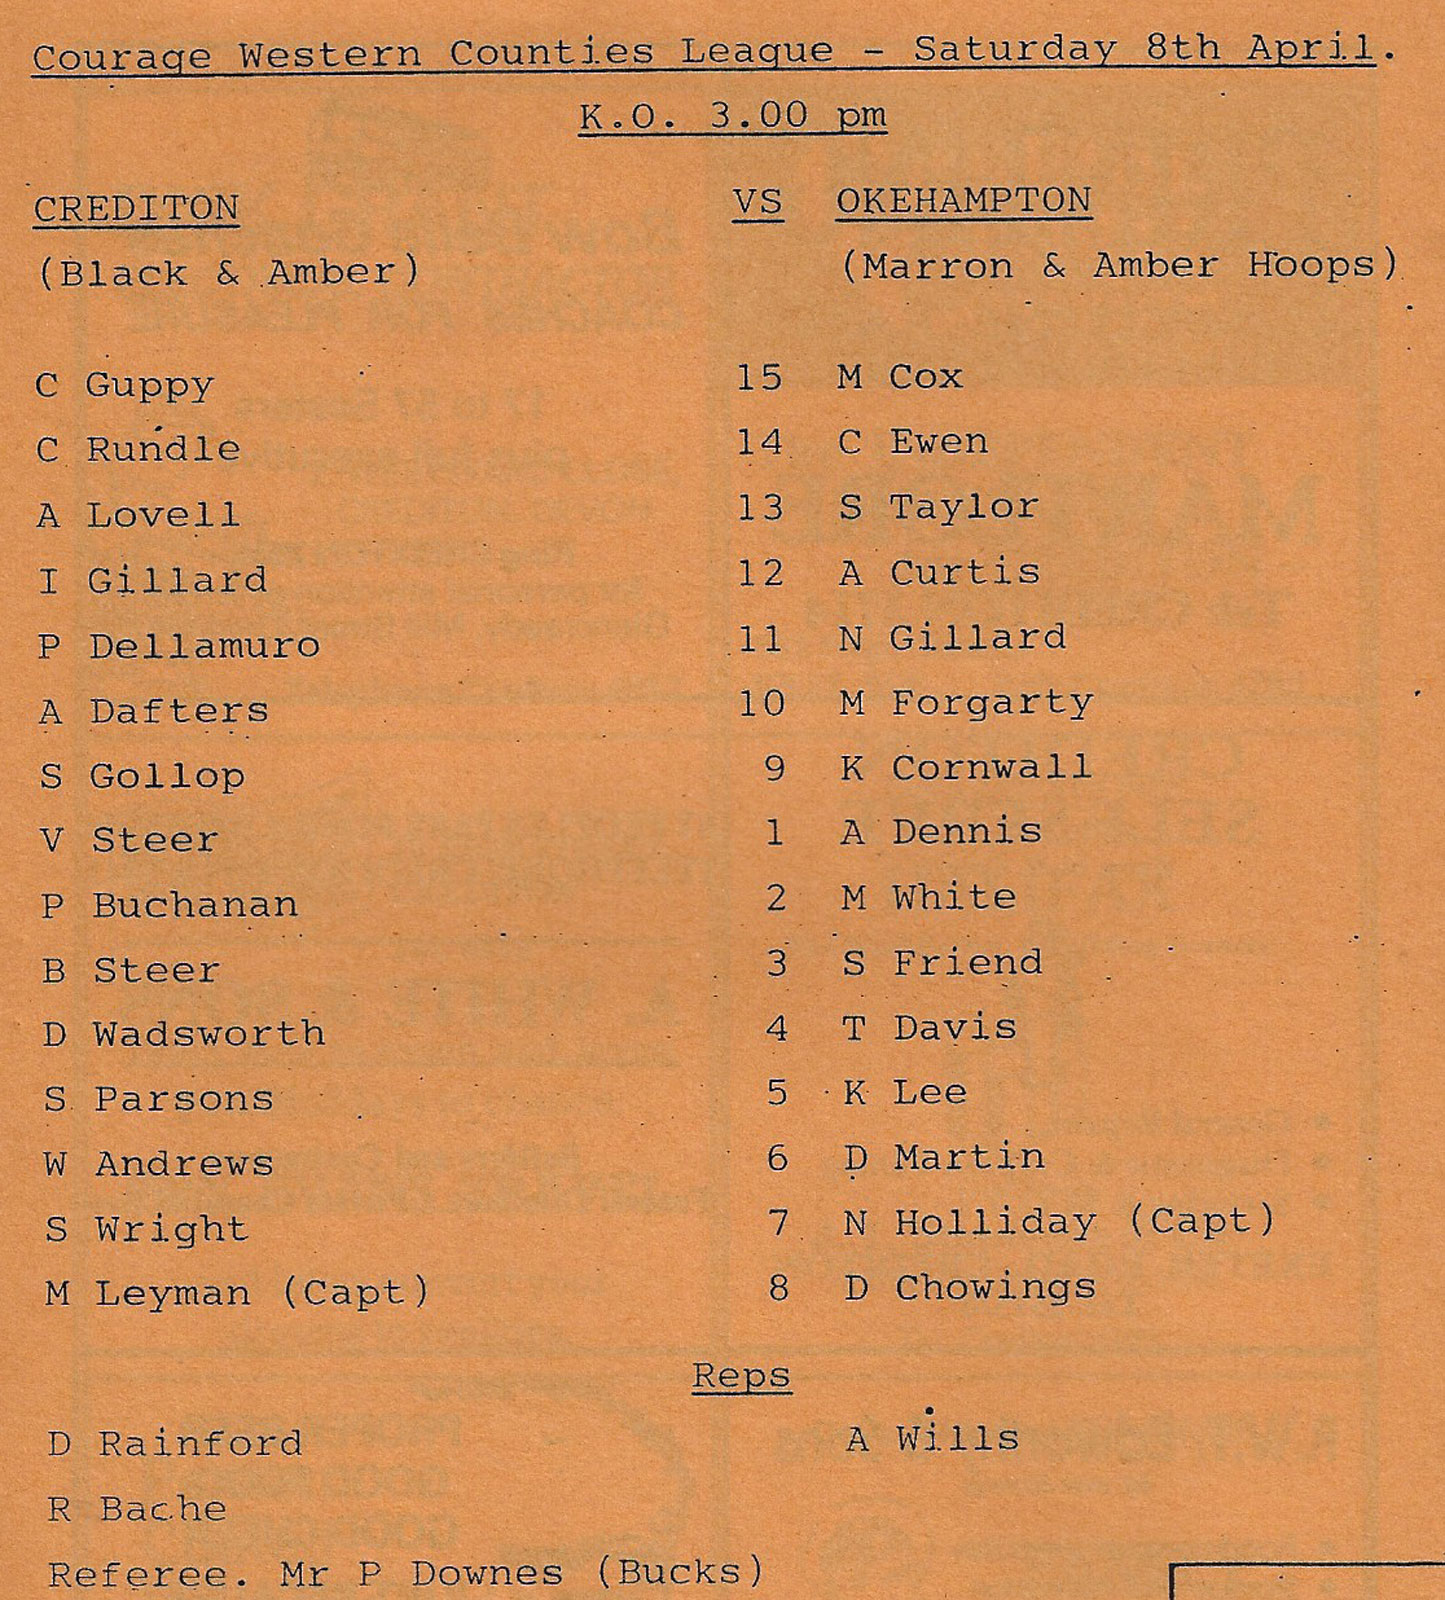 Courage Western Counties League - Saturday 8th April.
K.O. 3.00 pm
CREDITON VS OKEHAMPTON
(Black & Amber) (Marron & Amber Hoops)
C Guppy 15 M Cox
C Rundle 14 C Ewen
A Lovell 13 S Taylor
I Gillard 12 A Curtis
P Dellamuro 11 N Gillard
A Dafters 10 M Forgarty
S Gollop 9 K Cornwall
V Steer 1 A Dennis
P Buchanan 2 M White
B Steer 3 S Friend
D Wadsworth 4 T Davis
S Parsons 5 K Lee
W Andrews 6 D Martin
S Wright 7 N Holliday (Capt)
M Leyman (Capt) 8 D Chowings
Reps
D Rainford A Wills
R Bache
Referee. Mr P Downes (Bucks)